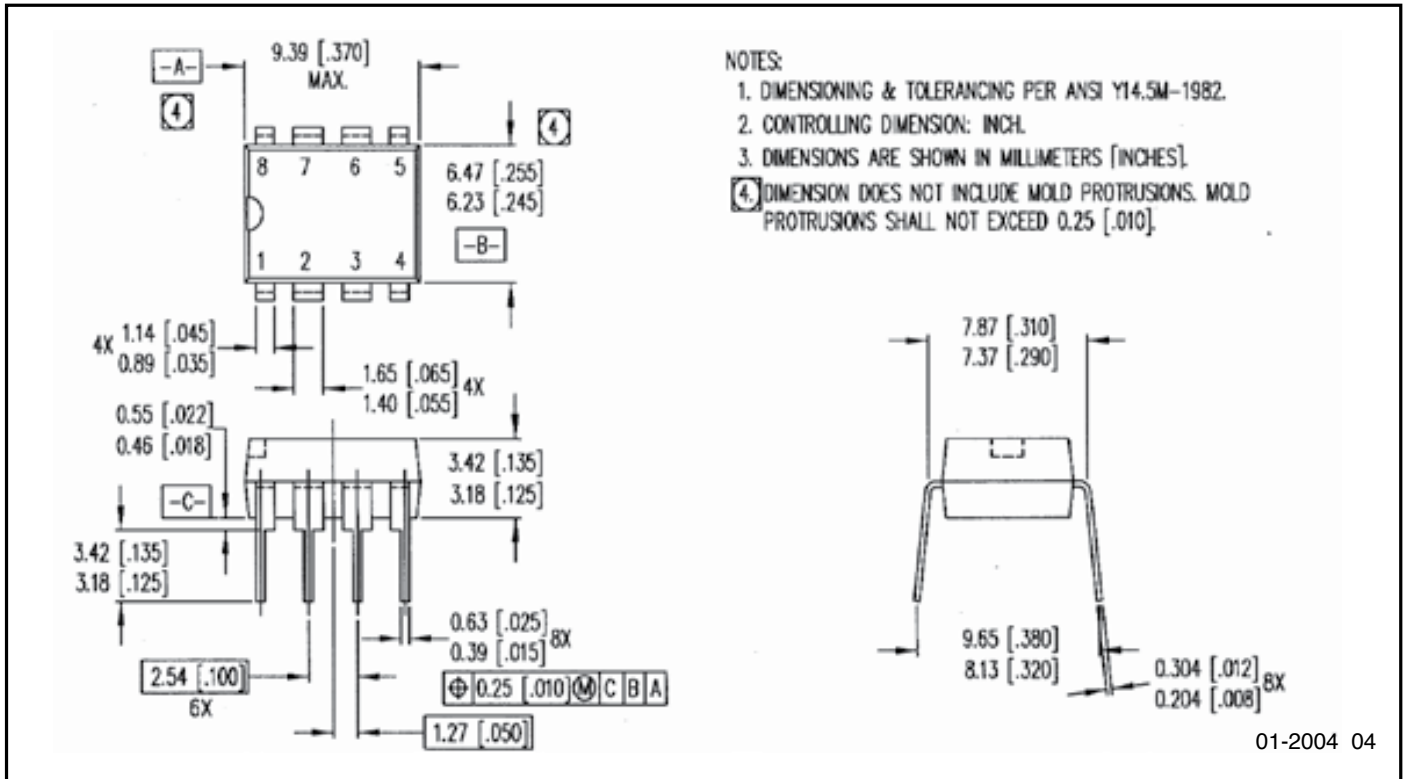 -A-
9.39 [.370]
MAX.
4
4
8 7 6 5
1 2 3 4
6.47 [.255]
6.23 [.245]
-B-
4X 1.14 [.045]
0.89 [.035]
1.65 [.065] 4X
1.40 [.055]
0.55 [.022]
0.46 [.018]
-C-
3.42 [.135]
3.18 [.125]
3.42 [.135]
3.18 [.125]
0.63 [.025] 8X
0.39 [.015]
2.54 [.100]
6X
⌖ 0.25 [.010] Ⓜ C B A
1.27 [.050]
NOTES:
1. DIMENSIONING & TOLERANCING PER ANSI Y14.5M-1982.
2. CONTROLLING DIMENSION: INCH.
3. DIMENSIONS ARE SHOWN IN MILLIMETERS [INCHES].
4. DIMENSION DOES NOT INCLUDE MOLD PROTRUSIONS. MOLD
PROTRUSIONS SHALL NOT EXCEED 0.25 [.010].
7.87 [.310]
7.37 [.290]
9.65 [.380]
8.13 [.320]
0.304 [.012] 8X
0.204 [.008]
01-2004 04